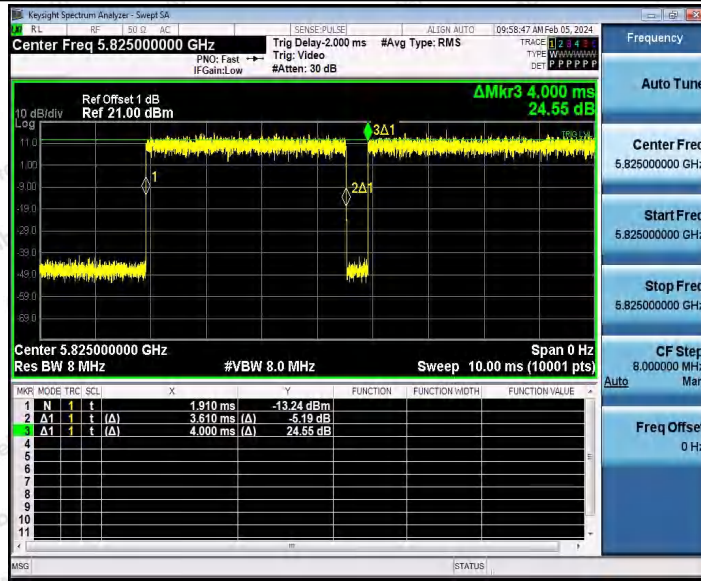 Keysight Spectrum Analyzer - Swept SA
RL RF 50 Ω AC SENSE:PULSE ALIGN AUTO 09:58:47 AM Feb 05, 2024
Center Freq 5.825000000 GHz
PNO: Fast
IFGain:Low
Trig Delay-2.000 ms
Trig: Video
#Atten: 30 dB
#Avg Type: RMS
TRACE 1 2 3 4 5 6
TYPE WWWWWW
DET P P P P P P
ΔMkr3 4.000 ms
24.55 dB
Ref Offset 1 dB
10 dB/div Ref 21.00 dBm
Log
11.0
1.00
-9.00
-19.0
-29.0
-39.0
-49.0
-59.0
-69.0
1
2Δ1
3Δ1
TRIG LVL
Center 5.825000000 GHz Span 0 Hz
Res BW 8 MHz #VBW 8.0 MHz Sweep 10.00 ms (10001 pts)
MKR MODE TRC SCL X Y FUNCTION FUNCTION WIDTH FUNCTION VALUE
1 N 1 t 1.910 ms -13.24 dBm
2 Δ1 1 t (Δ) 3.610 ms (Δ) -5.19 dB
3 Δ1 1 t (Δ) 4.000 ms (Δ) 24.55 dB
4
5
6
7
8
9
10
11
MSG STATUS
Frequency
Auto Tune
Center Freq
5.825000000 GHz
Start Freq
5.825000000 GHz
Stop Freq
5.825000000 GHz
CF Step
8.000000 MHz
Auto Man
Freq Offset
0 Hz